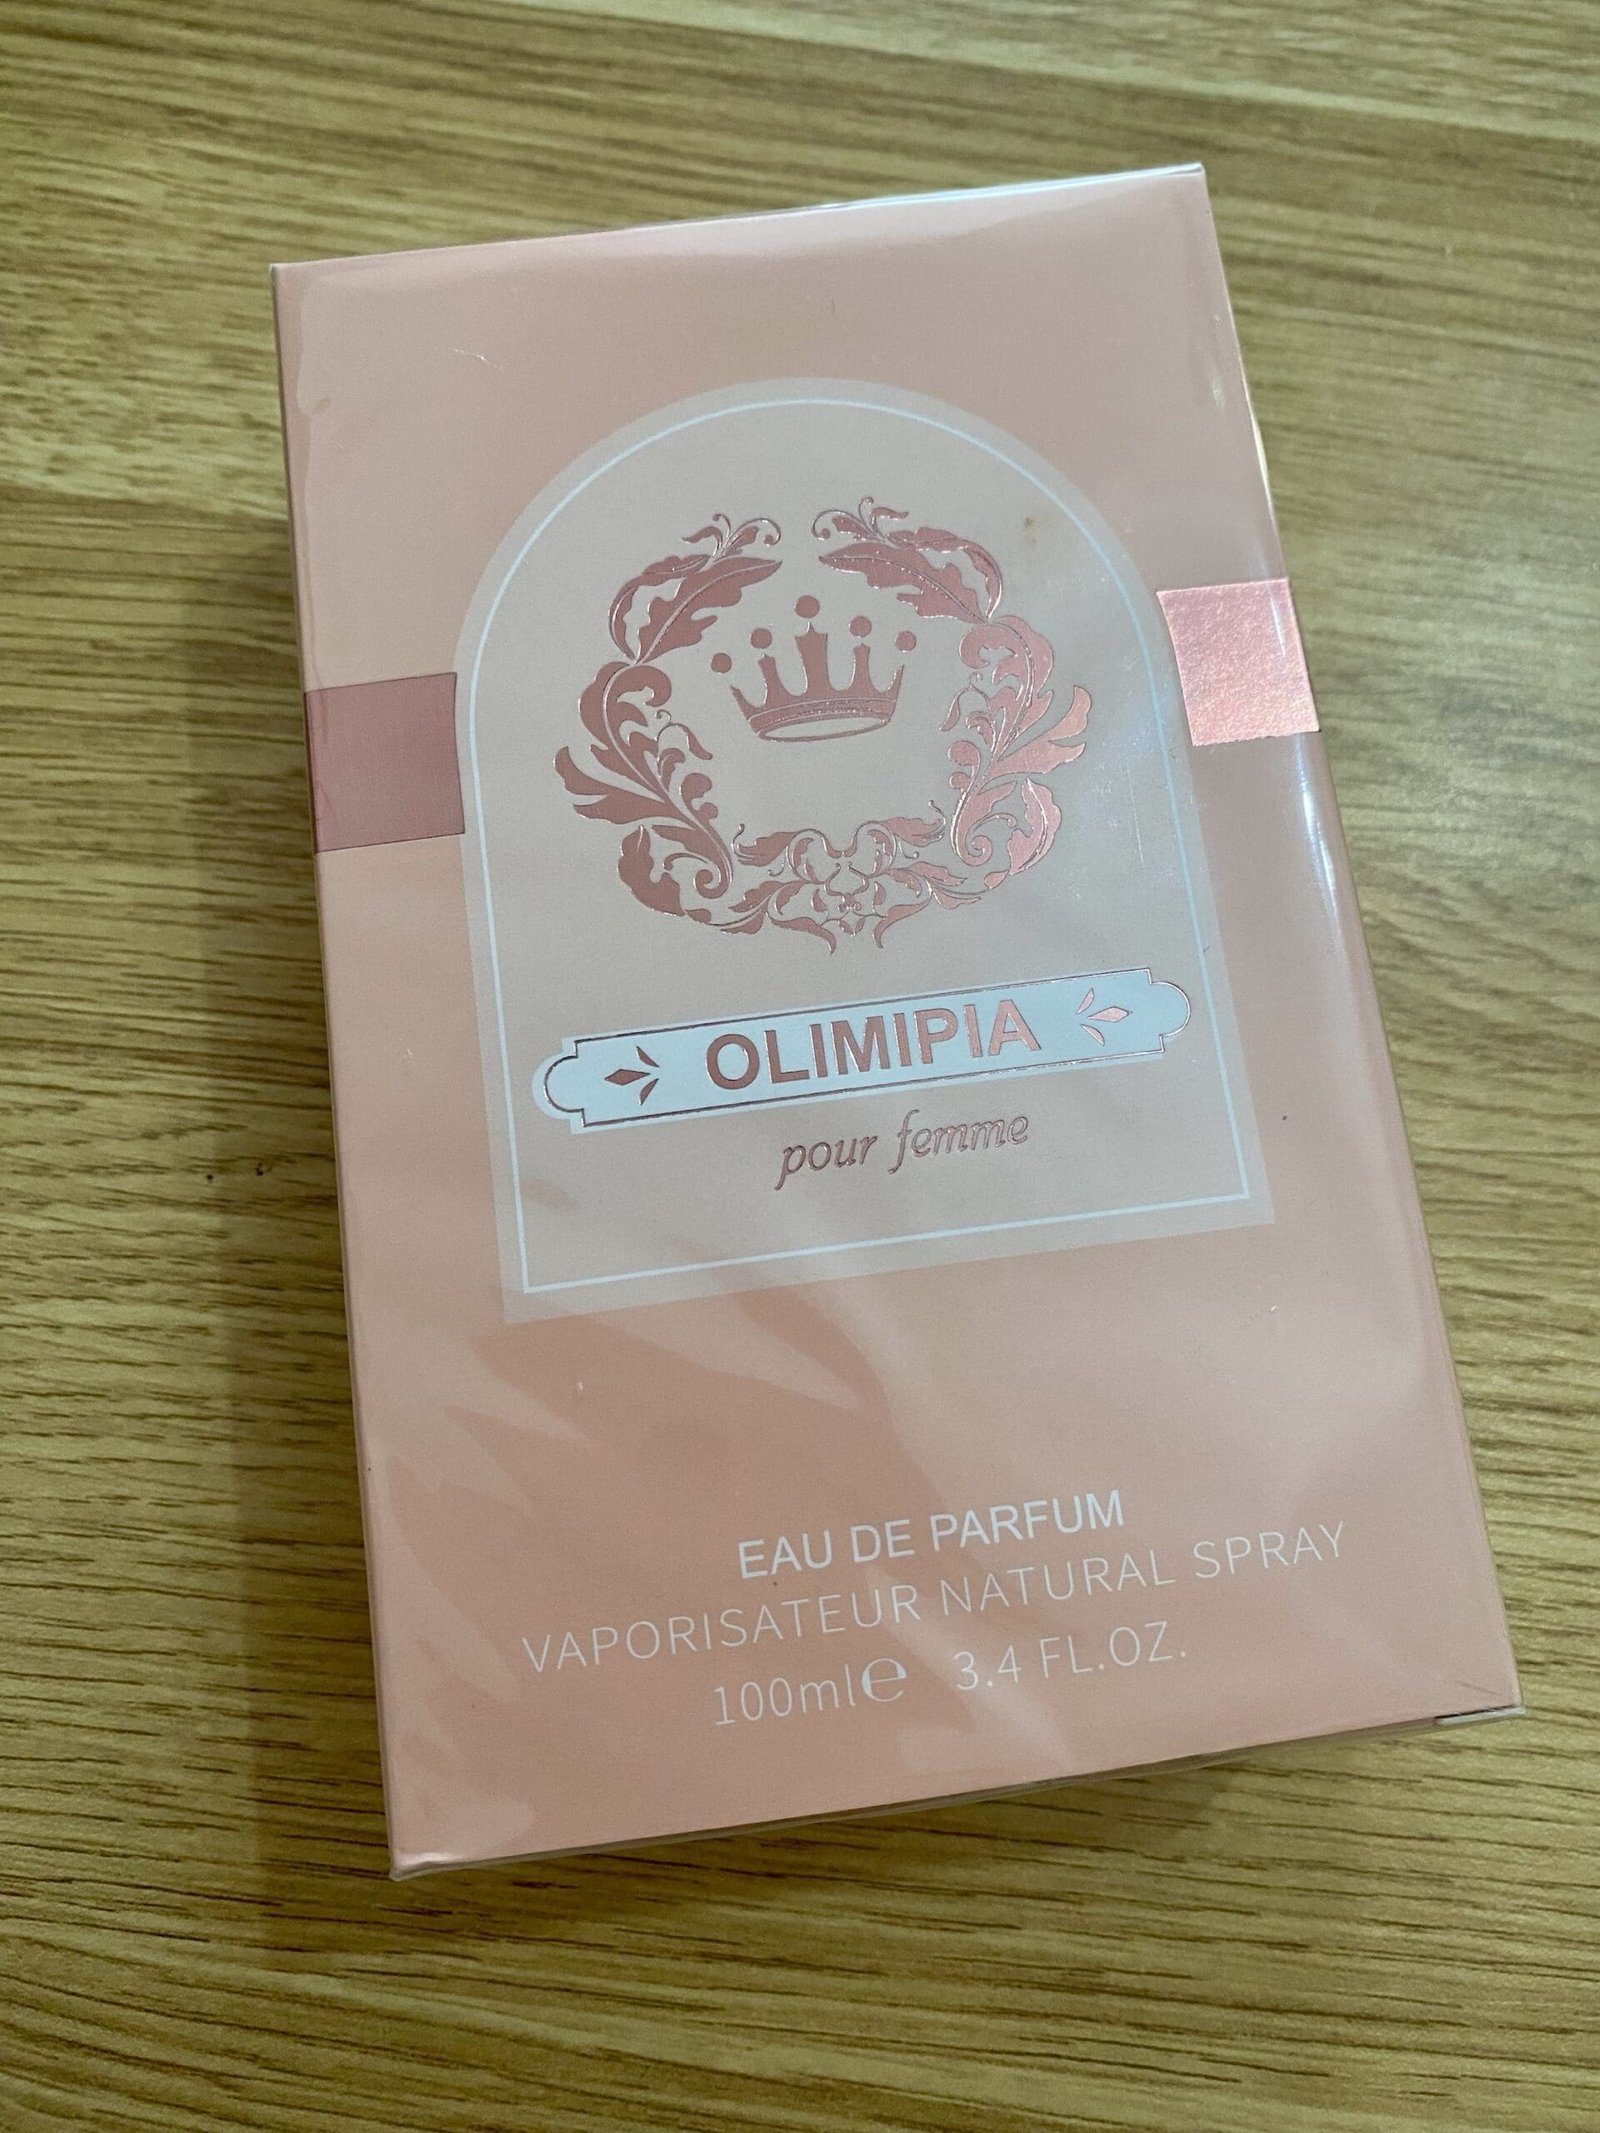 OLIMIPIA
pour femme
EAU DE PARFUM
VAPORISATEUR NATURAL SPRAY
100ml℮ 3.4 FL.OZ.